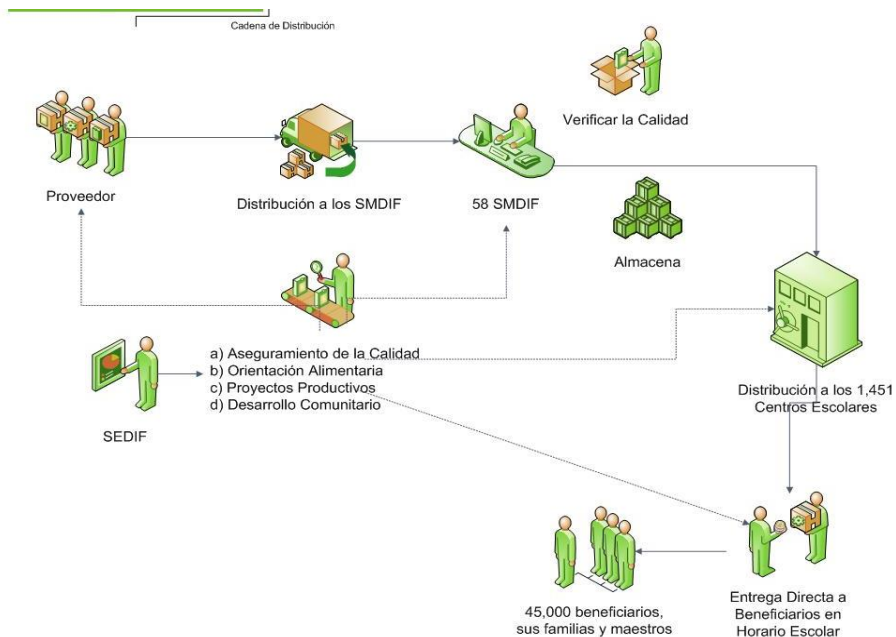 Cadena de Distribución
Verificar la Calidad
Proveedor
Distribución a los SMDIF
58 SMDIF
Almacena
a) Aseguramiento de la Calidad
b) Orientación Alimentaria
c) Proyectos Productivos
d) Desarrollo Comunitario
SEDIF
Distribución a los 1,451
Centros Escolares
45,000 beneficiarios,
sus familias y maestros
Entrega Directa a
Beneficiarios en
Horario Escolar